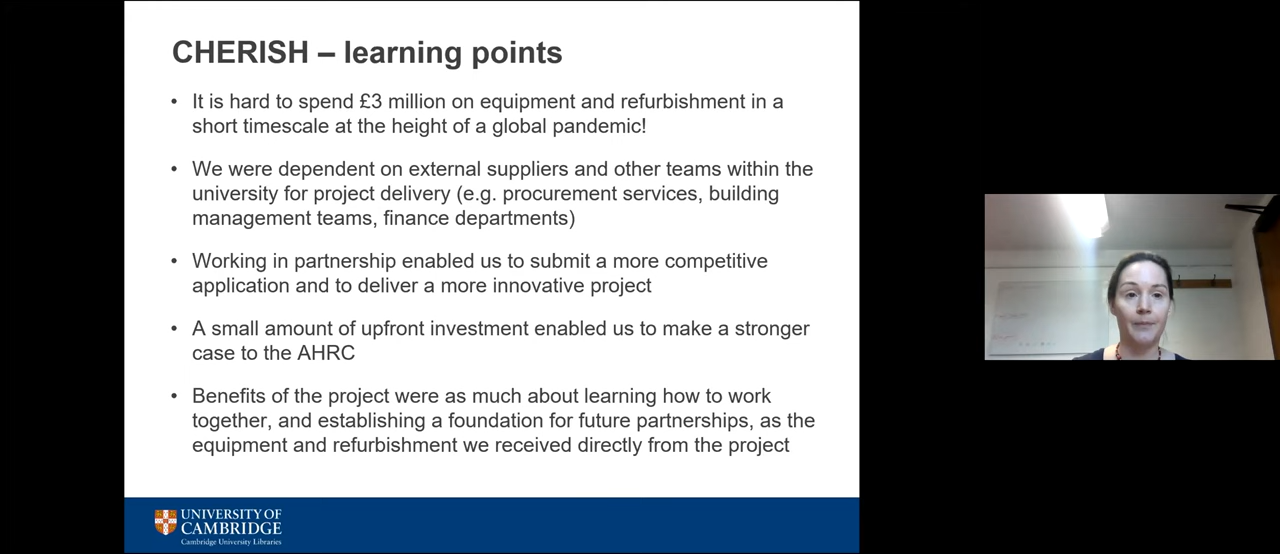 CHERISH – learning points
• It is hard to spend £3 million on equipment and refurbishment in a
short timescale at the height of a global pandemic!
• We were dependent on external suppliers and other teams within the
university for project delivery (e.g. procurement services, building
management teams, finance departments)
• Working in partnership enabled us to submit a more competitive
application and to deliver a more innovative project
• A small amount of upfront investment enabled us to make a stronger
case to the AHRC
• Benefits of the project were as much about learning how to work
together, and establishing a foundation for future partnerships, as the
equipment and refurbishment we received directly from the project
UNIVERSITY OF
CAMBRIDGE
Cambridge University Libraries